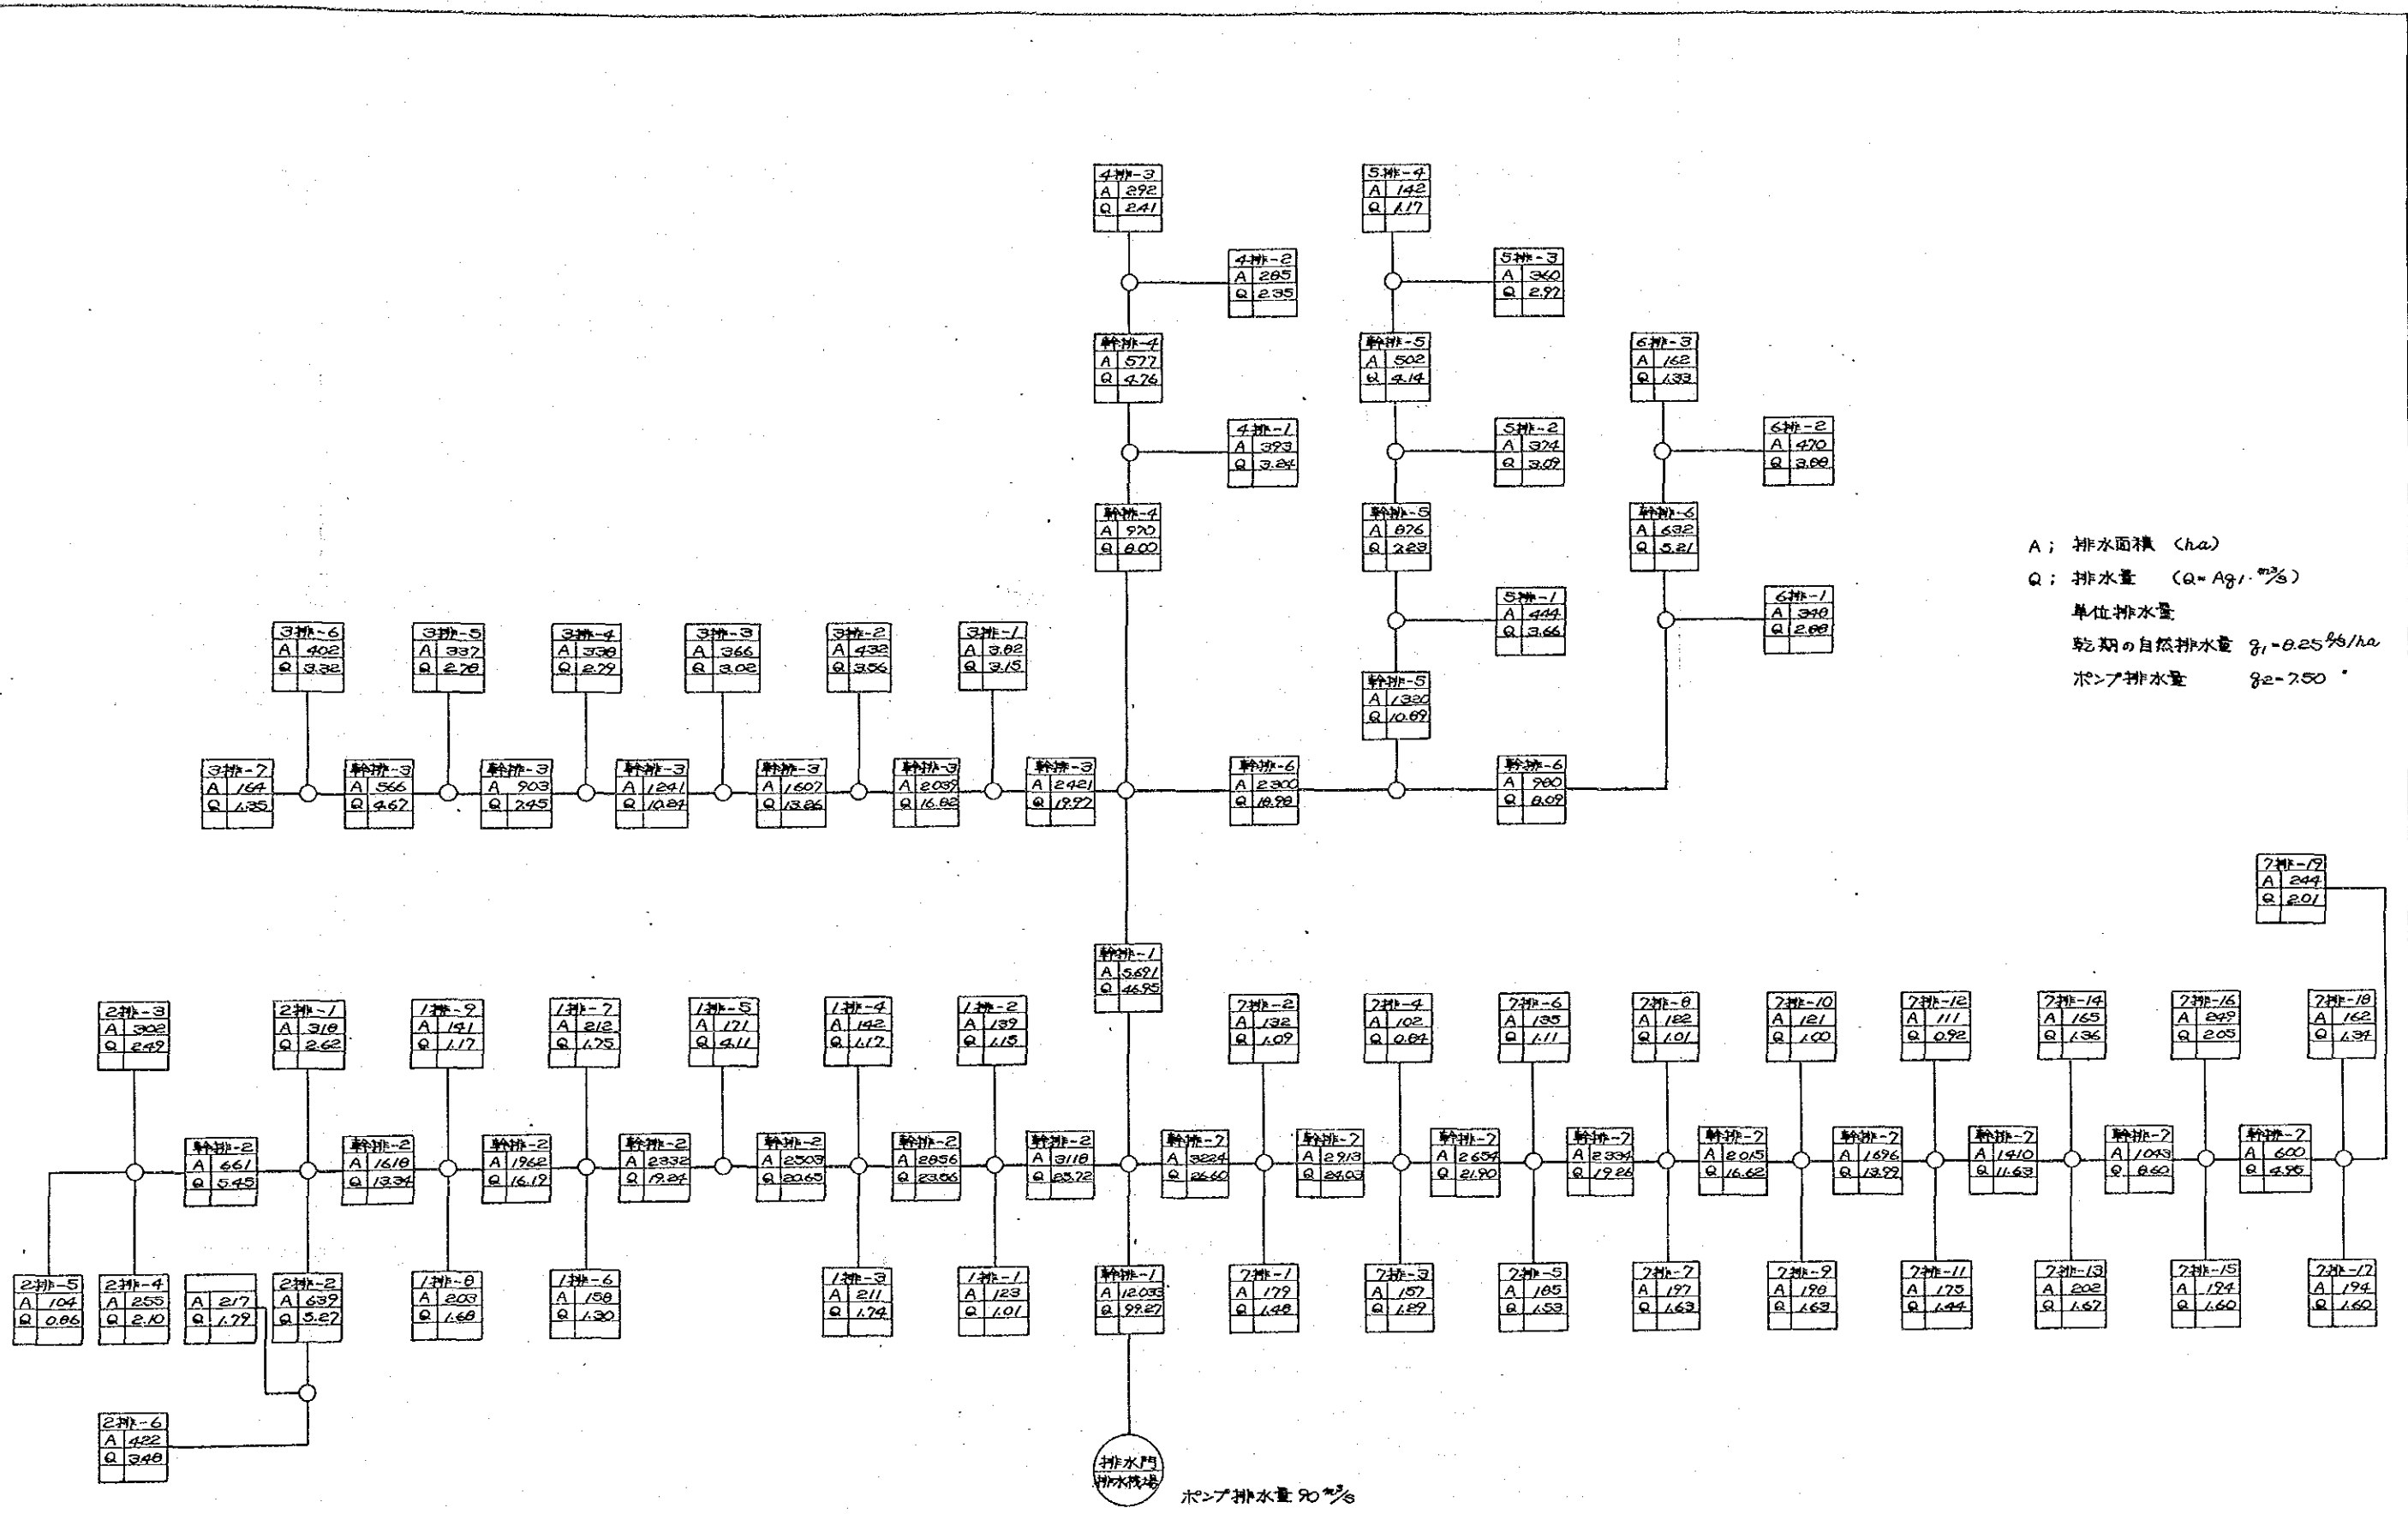 4排-3
A 292
Q 2.41
5排-4
A 142
Q 1.17
4排-2
A 285
Q 2.35
5排-3
A 360
Q 2.97
幹排-4
A 577
Q 4.76
幹排-5
A 502
Q 4.14
6排-3
A 162
Q 1.33
4排-1
A 393
Q 3.24
5排-2
A 374
Q 3.09
6排-2
A 470
Q 3.88
幹排-4
A 970
Q 8.00
幹排-5
A 876
Q 7.23
幹排-6
A 632
Q 5.21
A; 排水面積 (ha)
Q; 排水量 (Q=Aq1・m³/s)
単位排水量
乾期の自然排水量 q1=8.25 l/s/ha
ポンプ排水量 q2=7.50 〃
5排-1
A 444
Q 3.66
6排-1
A 348
Q 2.88
3排-6
A 402
Q 3.32
3排-5
A 337
Q 2.78
3排-4
A 338
Q 2.79
3排-3
A 366
Q 3.02
3排-2
A 432
Q 3.56
3排-1
A 3.82
Q 3.15
幹排-5
A 1320
Q 10.89
3排-7
A 164
Q 1.35
幹排-3
A 566
Q 4.67
幹排-3
A 903
Q 7.45
幹排-3
A 1241
Q 10.24
幹排-3
A 1607
Q 13.26
幹排-3
A 2039
Q 16.82
幹排-3
A 2421
Q 19.97
幹排-6
A 2300
Q 18.98
幹排-6
A 980
Q 8.09
7排-19
A 244
Q 2.01
幹排-1
A 5.691
Q 46.95
2排-3
A 302
Q 2.49
2排-1
A 318
Q 2.62
1排-9
A 141
Q 1.17
1排-7
A 212
Q 1.75
1排-5
A 171
Q 4.11
1排-4
A 142
Q 1.17
1排-2
A 139
Q 1.15
7排-2
A 132
Q 1.09
7排-4
A 102
Q 0.84
7排-6
A 135
Q 1.11
7排-8
A 122
Q 1.01
7排-10
A 121
Q 1.00
7排-12
A 111
Q 0.92
7排-14
A 165
Q 1.36
7排-16
A 249
Q 2.05
7排-18
A 162
Q 1.34
幹排-2
A 661
Q 5.45
幹排-2
A 1618
Q 13.34
幹排-2
A 1962
Q 16.19
幹排-2
A 2332
Q 19.24
幹排-2
A 2503
Q 20.65
幹排-2
A 2856
Q 23.56
幹排-2
A 3118
Q 25.72
幹排-7
A 3224
Q 26.60
幹排-7
A 2913
Q 24.03
幹排-7
A 2654
Q 21.90
幹排-7
A 2334
Q 19.26
幹排-7
A 2015
Q 16.62
幹排-7
A 1696
Q 13.99
幹排-7
A 1410
Q 11.63
幹排-7
A 1043
Q 8.60
幹排-7
A 600
Q 4.95
2排-5
A 104
Q 0.86
2排-4
A 255
Q 2.10
A 217
Q 1.79
2排-2
A 639
Q 5.27
1排-8
A 203
Q 1.68
1排-6
A 158
Q 1.30
1排-3
A 211
Q 1.74
1排-1
A 123
Q 1.01
幹排-1
A 12.033
Q 99.27
7排-1
A 179
Q 1.48
7排-3
A 157
Q 1.29
7排-5
A 185
Q 1.53
7排-7
A 197
Q 1.63
7排-9
A 198
Q 1.63
7排-11
A 175
Q 1.44
7排-13
A 202
Q 1.67
7排-15
A 194
Q 1.60
7排-17
A 194
Q 1.60
2排-6
A 422
Q 3.48
排水門
排水機場
ポンプ排水量 90 m³/s